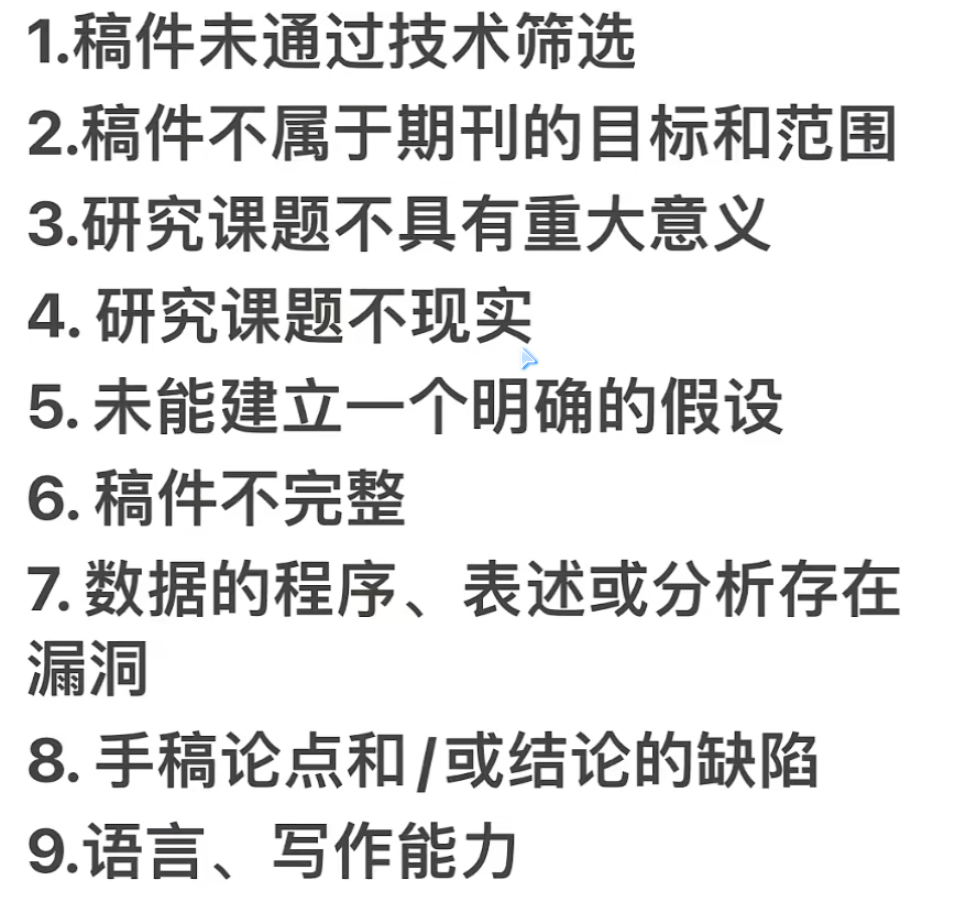 1.稿件未通过技术筛选
2.稿件不属于期刊的目标和范围
3.研究课题不具有重大意义
4. 研究课题不现实
5. 未能建立一个明确的假设
6. 稿件不完整
7. 数据的程序、表述或分析存在
漏洞
8. 手稿论点和/或结论的缺陷
9.语言、写作能力